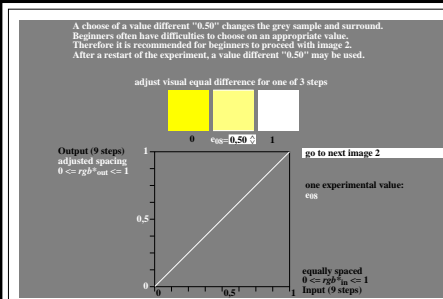 A choose of a value different "0.50" changes the grey sample and surround.
Beginners often have difficulties to choose on an appropriate value.
Therefore it is recommended for beginners to proceed with image 2.
After a restart of the experiment, a value different "0.50" may be used.
adjust visual equal difference for one of 3 steps
0 e08= 0.50 1
Output (9 steps)
adjusted spacing
0 <= rgb*out <= 1
1
0,5
0
0 0,5 1
go to next image 2
one experimental value:
e08
equally spaced
0 <= rgb*in <= 1
Input (9 steps)